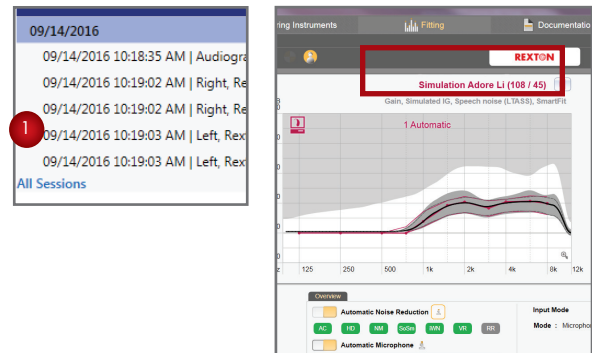 09/14/2016
09/14/2016 10:18:35 AM | Audiogra
09/14/2016 10:19:02 AM | Right, Re
09/14/2016 10:19:02 AM | Right, Re
1
09/14/2016 10:19:03 AM | Left, Rex
09/14/2016 10:19:03 AM | Left, Rex
All Sessions
ring Instruments Fitting Documentatio
REXTON
Simulation Adore Li (108 / 45)
Gain, Simulated IG, Speech noise (LTASS), SmartFit
1 Automatic
z 125 250 500 1k 2k 4k 8k 12k
Overview
Automatic Noise Reduction
Input Mode
AC HD NM SoSm iWN VR RR
Mode : Micropho
Automatic Microphone